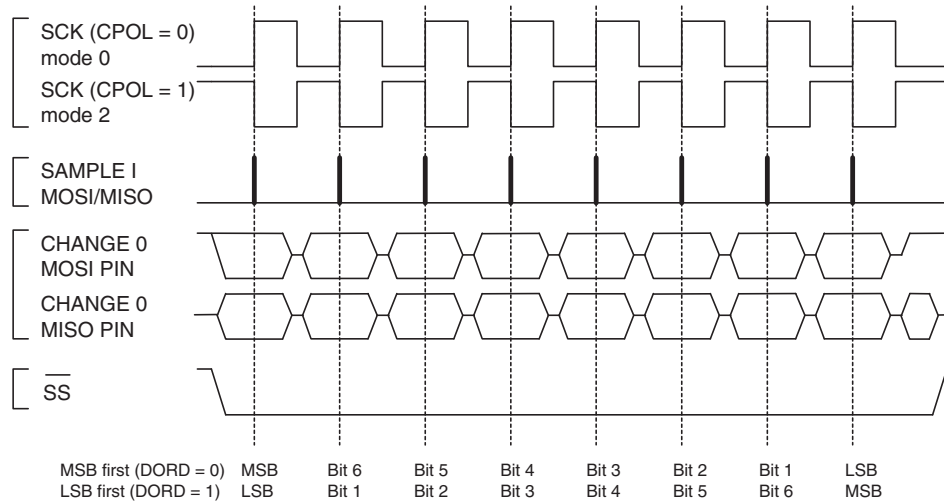 SCK (CPOL = 0)
mode 0
SCK (CPOL = 1)
mode 2
SAMPLE I
MOSI/MISO
CHANGE 0
MOSI PIN
CHANGE 0
MISO PIN
SS
MSB first (DORD = 0) MSB Bit 6 Bit 5 Bit 4 Bit 3 Bit 2 Bit 1 LSB
LSB first (DORD = 1) LSB Bit 1 Bit 2 Bit 3 Bit 4 Bit 5 Bit 6 MSB